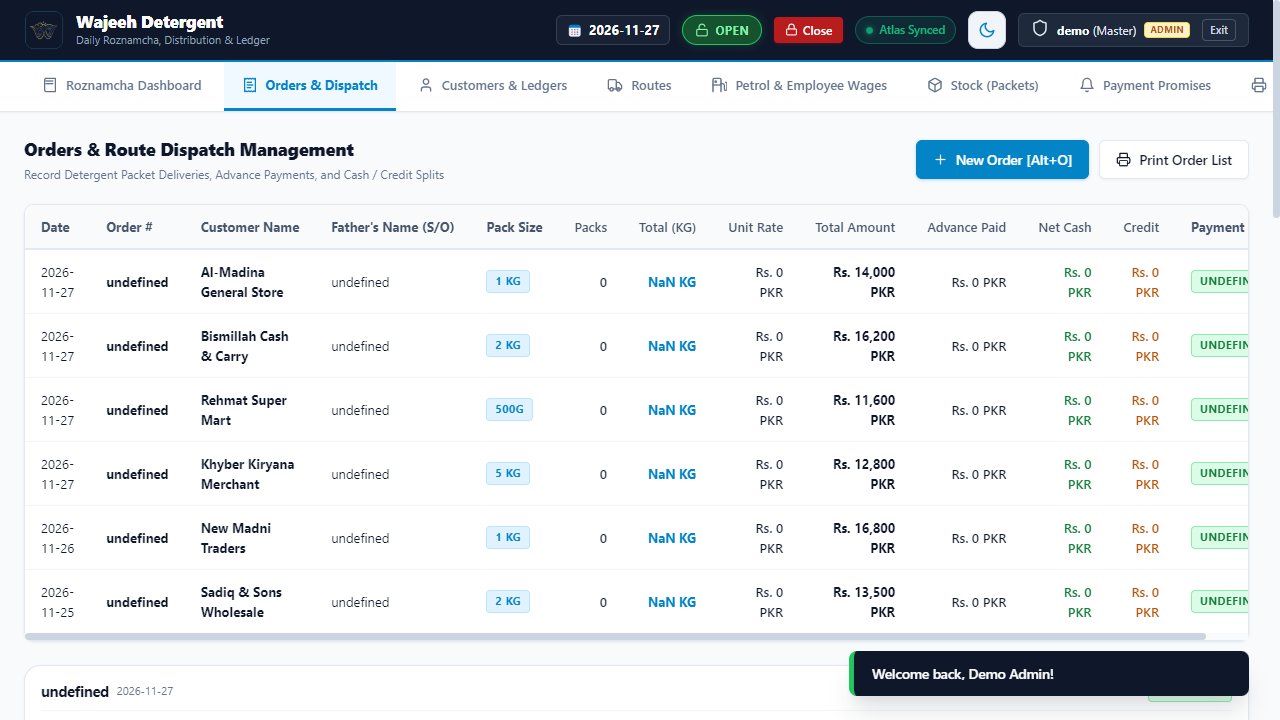 Wajeeh Detergent
Daily Roznamcha, Distribution & Ledger
2026-11-27
OPEN
Close
Atlas Synced
demo (Master) ADMIN Exit
Roznamcha Dashboard
Orders & Dispatch
Customers & Ledgers
Routes
Petrol & Employee Wages
Stock (Packets)
Payment Promises
Orders & Route Dispatch Management
Record Detergent Packet Deliveries, Advance Payments, and Cash / Credit Splits
+ New Order [Alt+O]
Print Order List
Date Order # Customer Name Father's Name (S/O) Pack Size Packs Total (KG) Unit Rate Total Amount Advance Paid Net Cash Credit Payment
2026-11-27 undefined Al-Madina General Store undefined 1 KG 0 NaN KG Rs. 0 PKR Rs. 14,000 PKR Rs. 0 PKR Rs. 0 PKR Rs. 0 PKR UNDEFIN
2026-11-27 undefined Bismillah Cash & Carry undefined 2 KG 0 NaN KG Rs. 0 PKR Rs. 16,200 PKR Rs. 0 PKR Rs. 0 PKR Rs. 0 PKR UNDEFIN
2026-11-27 undefined Rehmat Super Mart undefined 500G 0 NaN KG Rs. 0 PKR Rs. 11,600 PKR Rs. 0 PKR Rs. 0 PKR Rs. 0 PKR UNDEFIN
2026-11-27 undefined Khyber Kiryana Merchant undefined 5 KG 0 NaN KG Rs. 0 PKR Rs. 12,800 PKR Rs. 0 PKR Rs. 0 PKR Rs. 0 PKR UNDEFIN
2026-11-26 undefined New Madni Traders undefined 1 KG 0 NaN KG Rs. 0 PKR Rs. 16,800 PKR Rs. 0 PKR Rs. 0 PKR Rs. 0 PKR UNDEFIN
2026-11-25 undefined Sadiq & Sons Wholesale undefined 2 KG 0 NaN KG Rs. 0 PKR Rs. 13,500 PKR Rs. 0 PKR Rs. 0 PKR Rs. 0 PKR UNDEFIN
undefined 2026-11-27
Welcome back, Demo Admin!